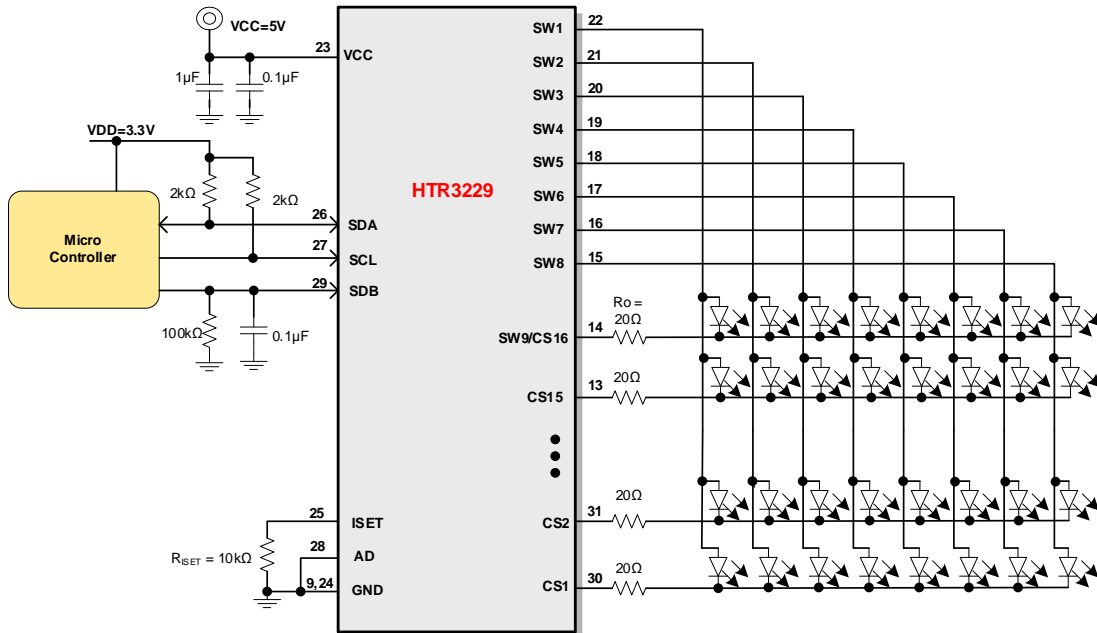 VCC=5V
23
VCC
1µF
0.1µF
VDD=3.3V
2kΩ
2kΩ
Micro
Controller
26
SDA
27
SCL
29
SDB
100kΩ
0.1µF
HTR3229
25
ISET
RISET = 10kΩ
28
AD
9,24
GND
SW1
22
SW2
21
SW3
20
SW4
19
SW5
18
SW6
17
SW7
16
SW8
15
SW9/CS16
14
Ro =
20Ω
CS15
13
20Ω
CS2
31
20Ω
CS1
30
20Ω